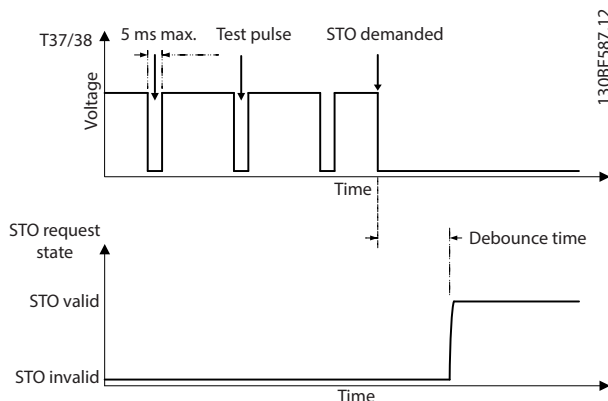 T37/38
5 ms max.
Test pulse
STO demanded
130BE587.12
Voltage
Time
STO request
state
Debounce time
STO valid
STO invalid
Time